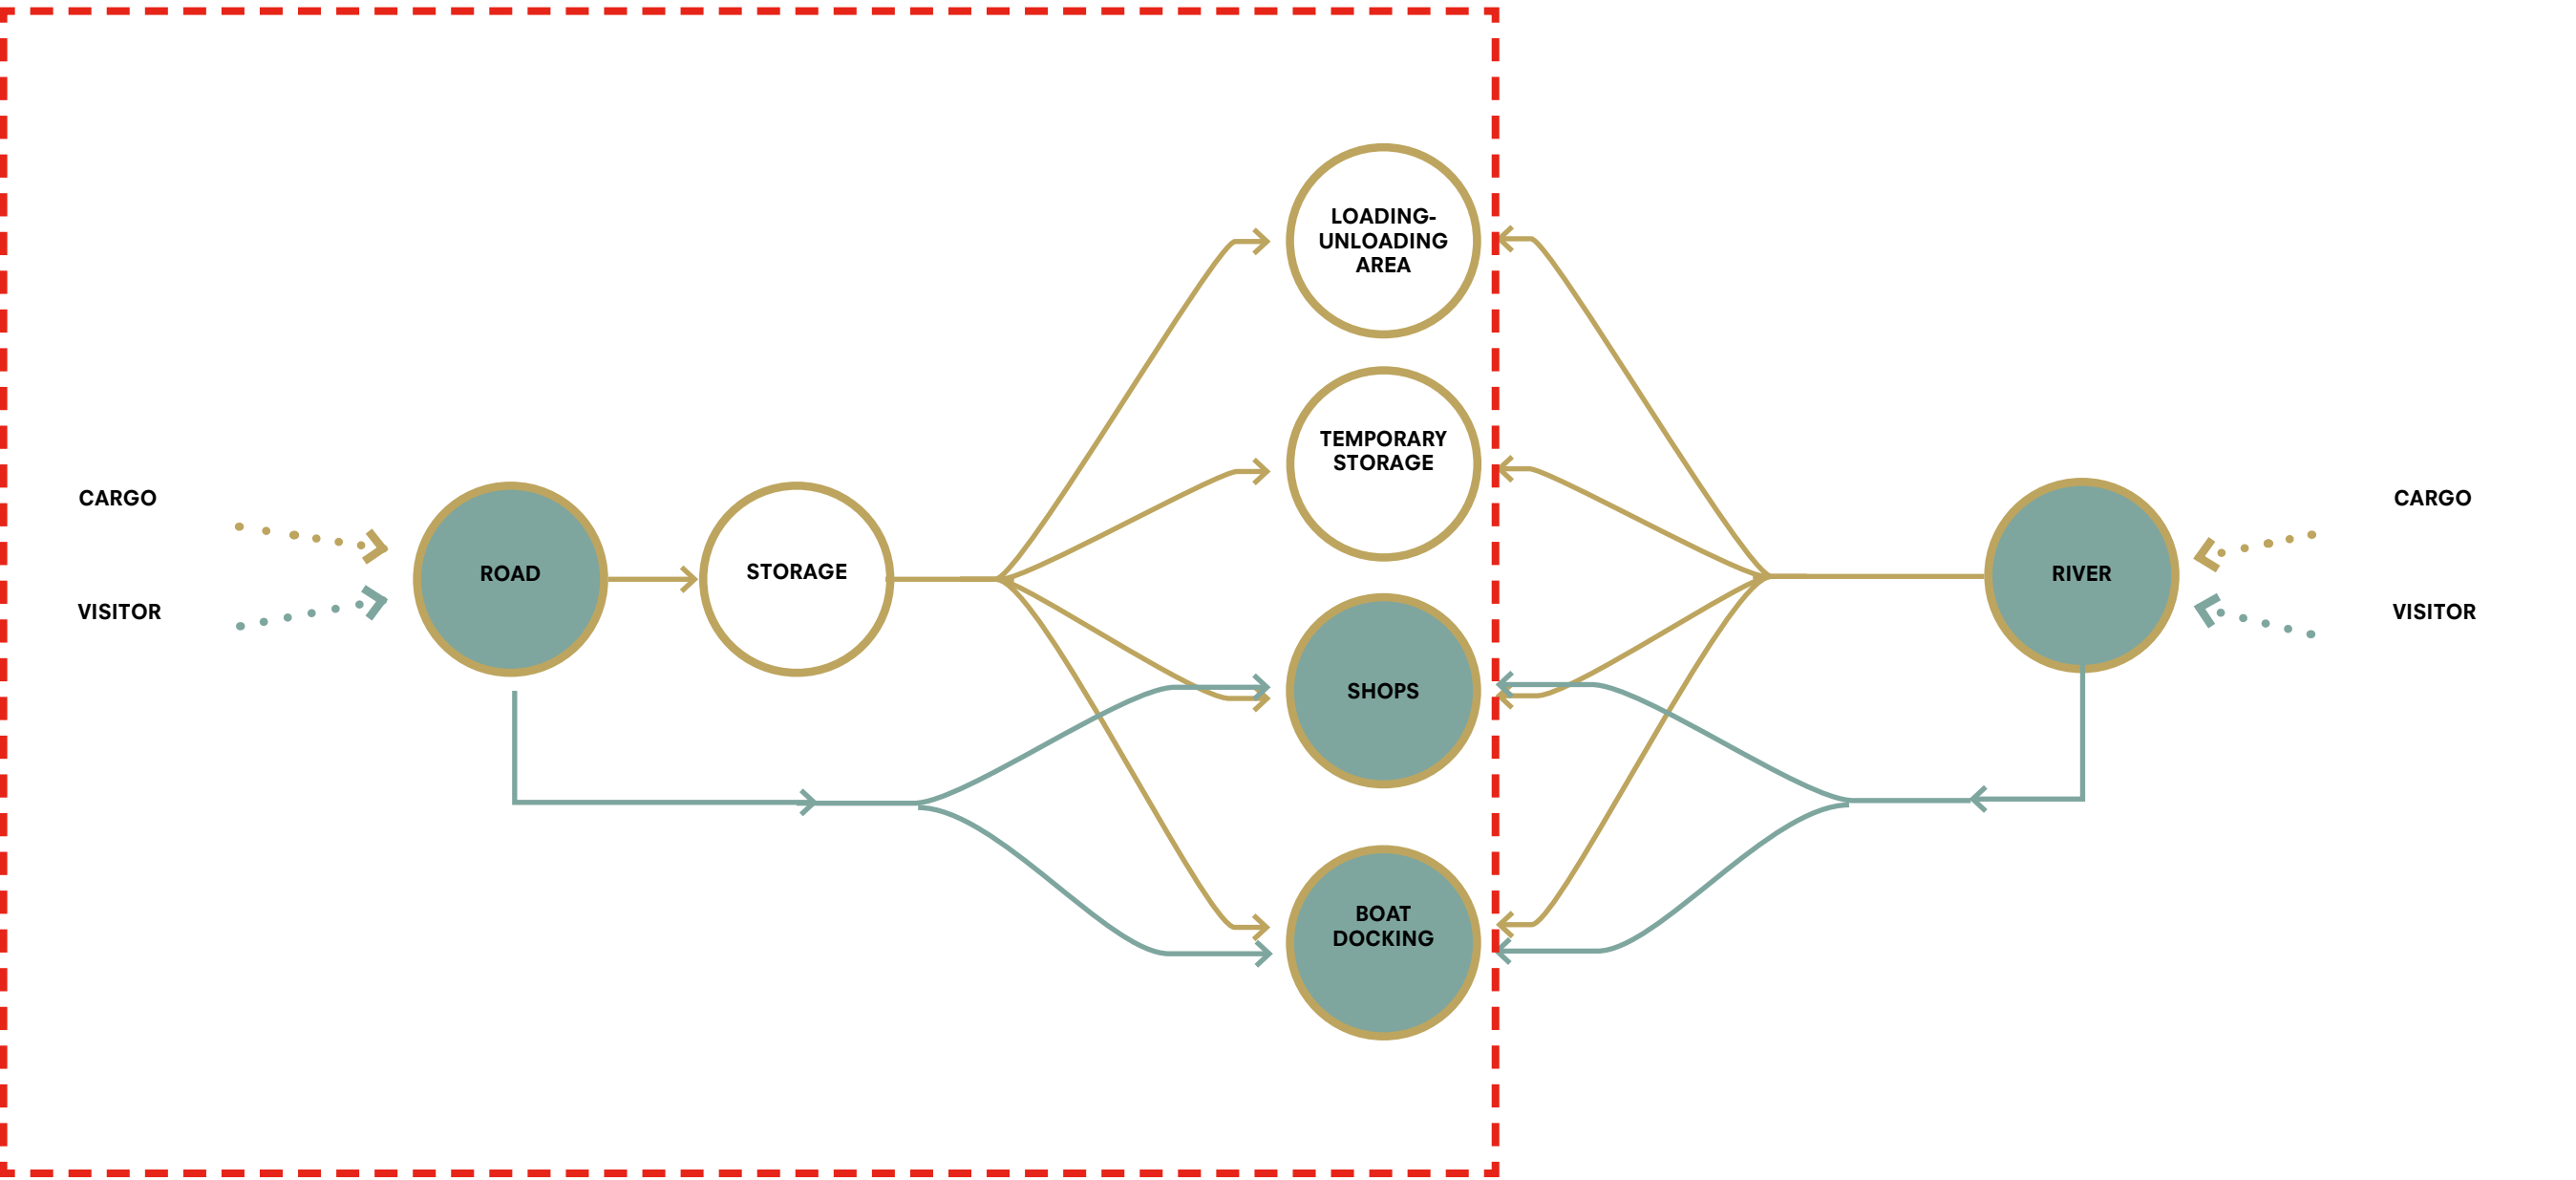 LOADING-
UNLOADING
AREA
TEMPORARY
STORAGE
CARGO
VISITOR
ROAD
STORAGE
SHOPS
BOAT
DOCKING
RIVER
CARGO
VISITOR